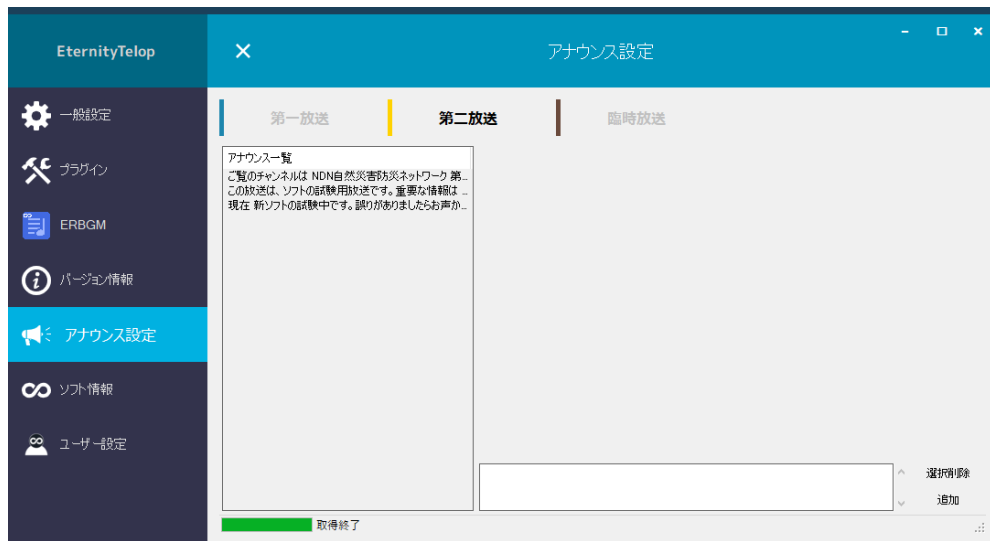 EternityTelop
アナウンス設定
一般設定
プラグイン
ERBGM
バージョン情報
アナウンス設定
ソフト情報
ユーザー設定
第一放送
第二放送
臨時放送
アナウンス一覧
ご覧のチャンネルは NDN自然災害防災ネットワーク 第...
この放送は、ソフトの試験用放送です。重要な情報は ...
現在 新ソフトの試験中です。誤りがありましたらお声か...
選択削除
追加
取得終了